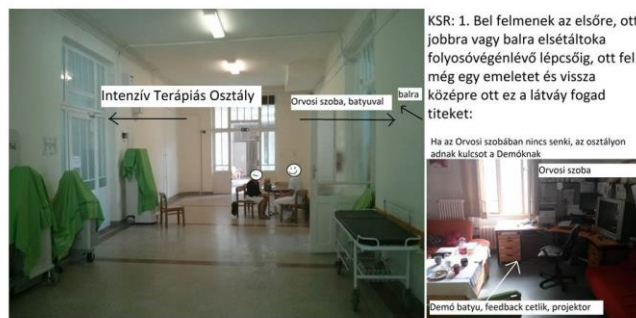 Intenzív Terápiás Osztály
Orvosi szoba, batyuval
balra
KSR: 1. Bel felmenek az elsőre, ott
jobbra vagy balra elsétáltoka
folyosóvégénlévő lépcsőig, ott fel
még egy emeletet és vissza
középre ott ez a látváy fogad
titeket:
Ha az Orvosi szobában nincs senki, az osztályon
adnak kulcsot a Demóknak
Orvosi szoba
Demó batyu, feedback cetlik, projektor